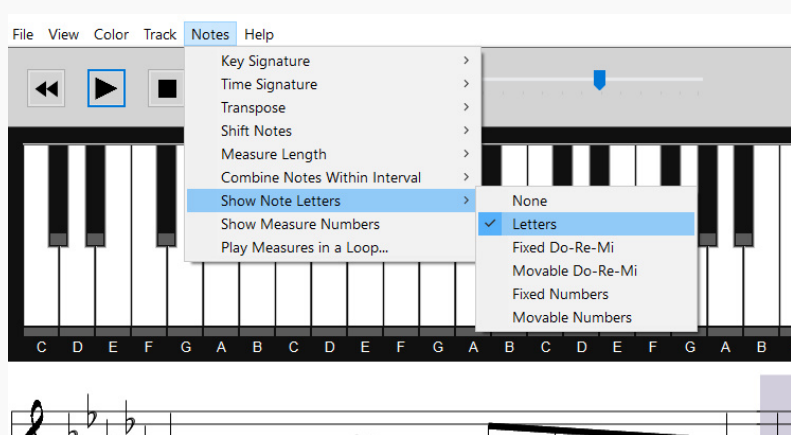 File View Color Track Notes Help
Key Signature
Time Signature
Transpose
Shift Notes
Measure Length
Combine Notes Within Interval
Show Note Letters
Show Measure Numbers
Play Measures in a Loop...
None
Letters
Fixed Do-Re-Mi
Movable Do-Re-Mi
Fixed Numbers
Movable Numbers
C D E F G A B C D E F G A B C D E F G A B